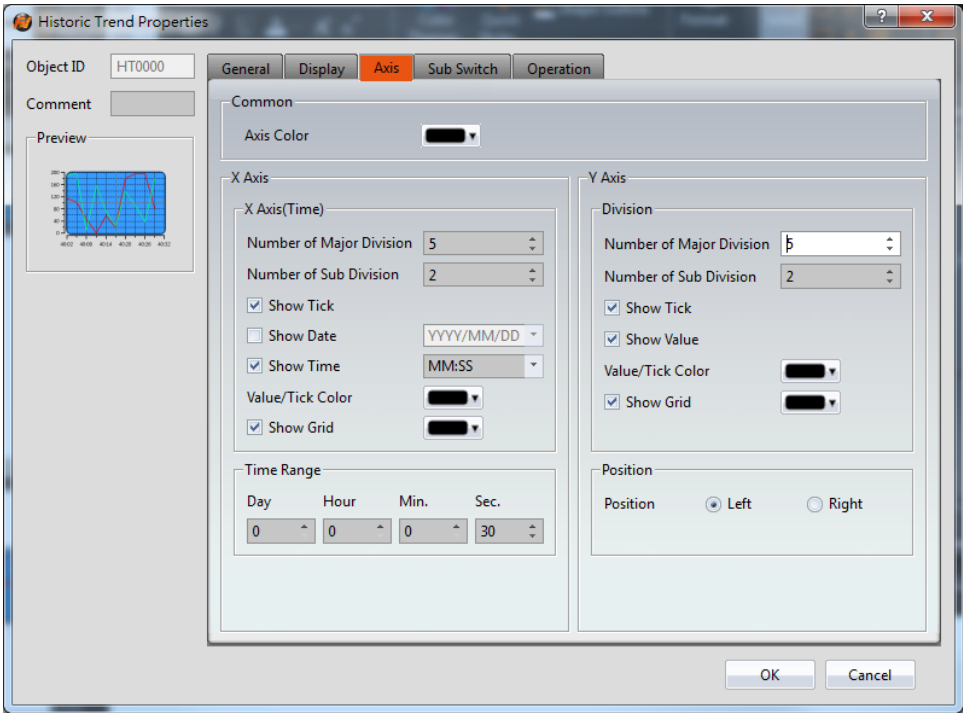 Historic Trend Properties
?
X
Object ID HT0000
Comment
Preview
General Display Axis Sub Switch Operation
Common
Axis Color
X Axis
X Axis(Time)
Number of Major Division 5
Number of Sub Division 2
Show Tick
Show Date YYYY/MM/DD
Show Time MM:SS
Value/Tick Color
Show Grid
Time Range
Day Hour Min. Sec.
0 0 0 30
Y Axis
Division
Number of Major Division 5
Number of Sub Division 2
Show Tick
Show Value
Value/Tick Color
Show Grid
Position
Position Left Right
OK Cancel